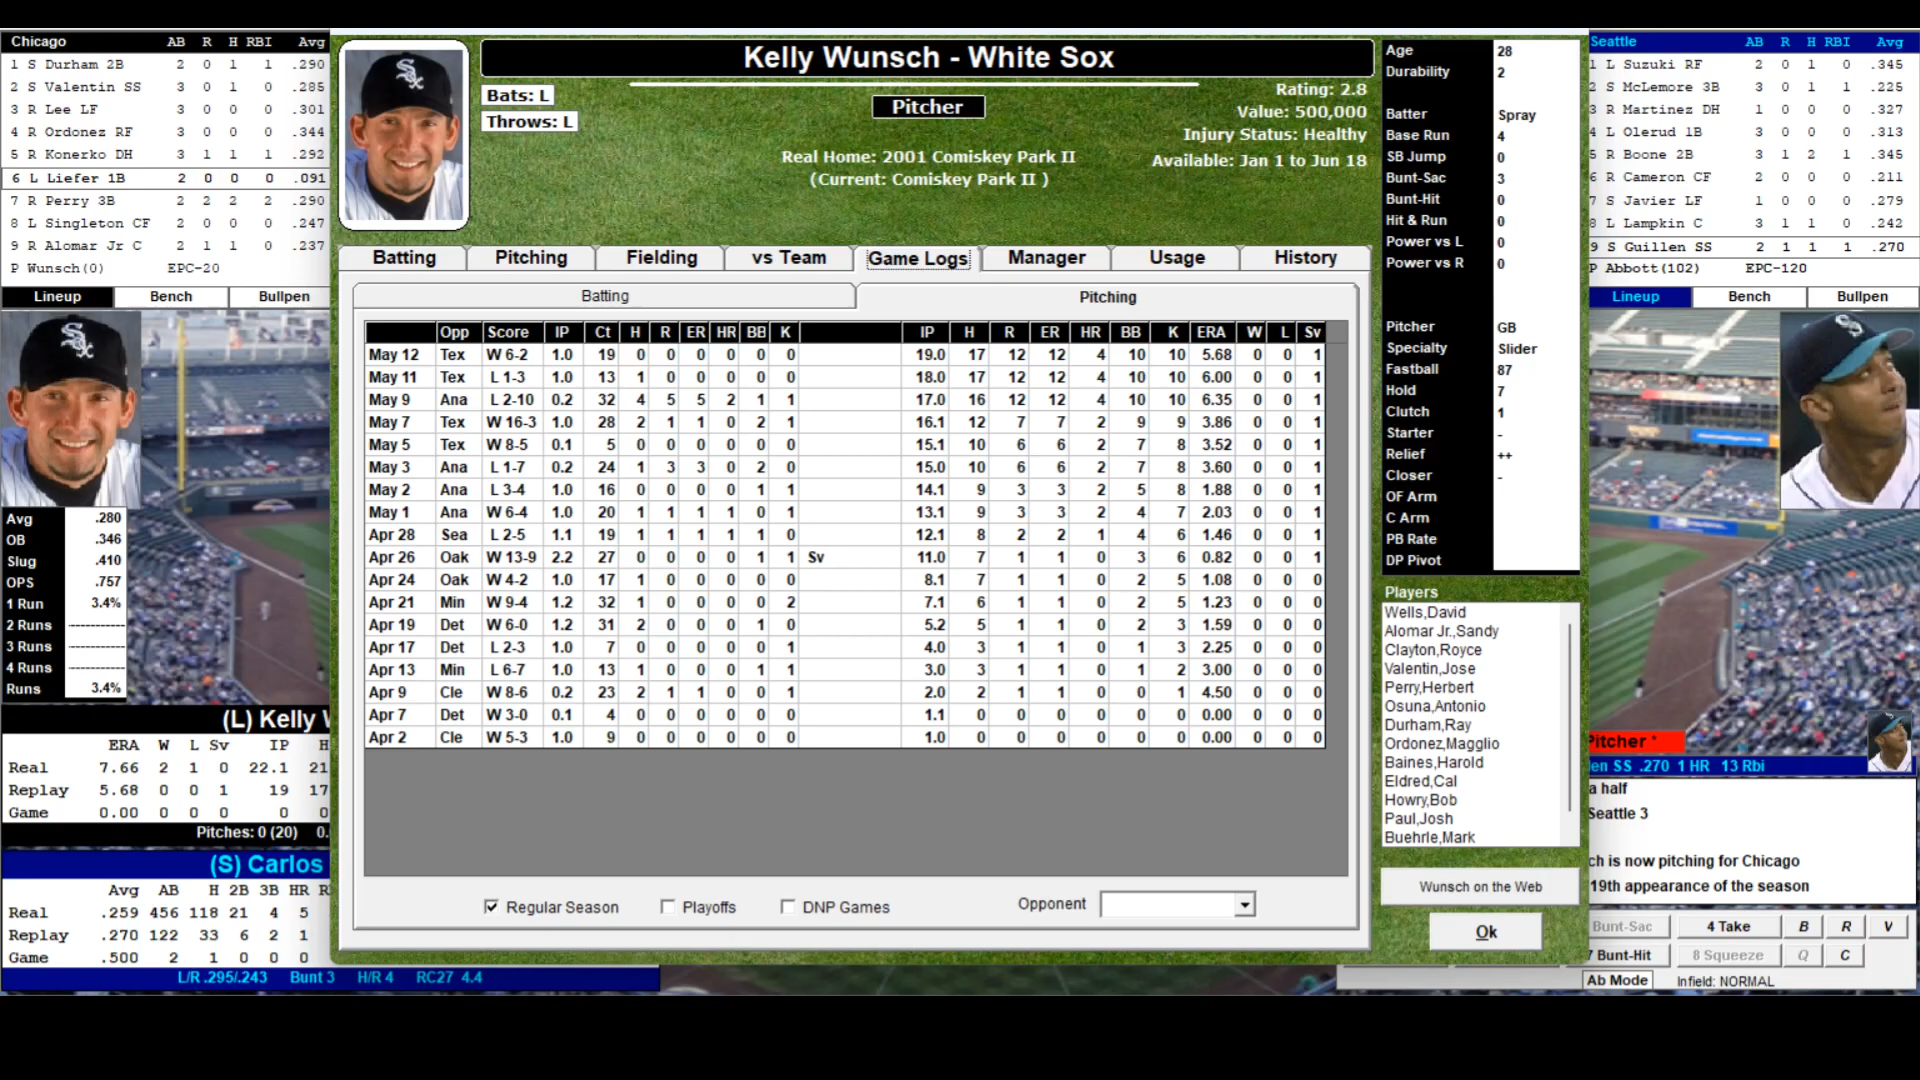 Chicago AB R H RBI Avg
1 S Durham 2B 2 0 1 1 .290
2 S Valentin SS 3 0 0 0 .285
3 R Lee LF 3 0 0 0 .301
4 R Ordonez RF 3 0 0 0 .344
5 R Konerko DH 3 1 1 1 .292
6 L Liefer 1B 2 0 0 0 .091
7 R Perry 3B 2 2 2 2 .290
8 L Singleton CF 2 0 0 0 .247
9 R Alomar Jr C 2 1 1 0 .237
P Wunsch(0) EPC-20
Lineup Bench Bullpen
Avg .280
OB .346
Slug .410
OPS .757
1 Run 3.4%
2 Runs
3 Runs
4 Runs
Runs 3.4%
(L) Kelly
ERA W L Sv IP H
Real 7.66 2 1 0 22.1 21
Replay 5.68 0 0 1 19 17
Game 0.00 0 0 0 0 0
Pitches: 0 (20) 0.
(S) Carlos
Avg AB H 2B 3B HR
Real .259 456 118 21 4 5
Replay .270 122 33 6 2 1
Game .500 2 1 0 0 0
L/R .295/.243 Bunt 3 H/R 4 RC27 4.4
Kelly Wunsch - White Sox
Bats: L
Throws: L
Pitcher
Real Home: 2001 Comiskey Park II
(Current: Comiskey Park II )
Rating: 2.8
Value: 500,000
Injury Status: Healthy
Available: Jan 1 to Jun 18
Batting Pitching Fielding vs Team Game Logs Manager Usage History
Batting Pitching
Opp Score IP Ct H R ER HR BB K IP H R ER HR BB K ERA W L Sv
May 12 Tex W 6-2 1.0 19 0 0 0 0 0 0 19.0 17 12 12 4 10 10 5.68 0 0 1
May 11 Tex L 1-3 1.0 13 1 0 0 0 0 0 18.0 17 12 12 4 10 10 6.00 0 0 1
May 9 Ana L 2-10 0.2 32 4 5 5 2 1 1 17.0 16 12 12 4 10 10 6.35 0 0 1
May 7 Tex W 16-3 1.0 28 2 1 1 0 2 1 16.1 12 7 7 2 9 9 3.86 0 0 1
May 5 Tex W 8-5 0.1 5 0 0 0 0 0 0 15.1 10 6 6 2 7 8 3.52 0 0 1
May 3 Ana L 1-7 0.2 24 1 3 3 0 2 0 15.0 10 6 6 2 7 8 3.60 0 0 1
May 2 Ana L 3-4 1.0 16 0 0 0 0 1 1 14.1 9 3 3 2 5 8 1.88 0 0 1
May 1 Ana W 6-4 1.0 20 1 1 1 1 0 1 13.1 9 3 3 2 4 7 2.03 0 0 1
Apr 28 Sea L 2-5 1.1 19 1 1 1 1 1 0 12.1 8 2 2 1 4 6 1.46 0 0 1
Apr 26 Oak W 13-9 2.2 27 0 0 0 0 1 1 Sv 11.0 7 1 1 0 3 6 0.82 0 0 1
Apr 24 Oak W 4-2 1.0 17 1 0 0 0 0 0 8.1 7 1 1 0 2 5 1.08 0 0 0
Apr 21 Min W 9-4 1.2 32 1 0 0 0 0 2 7.1 6 1 1 0 2 5 1.23 0 0 0
Apr 19 Det W 6-0 1.2 31 2 0 0 0 1 0 5.2 5 1 1 0 2 3 1.59 0 0 0
Apr 17 Det L 2-3 1.0 7 0 0 0 0 0 1 4.0 3 1 1 0 1 3 2.25 0 0 0
Apr 13 Min L 6-7 1.0 13 1 0 0 0 1 1 3.0 3 1 1 0 1 2 3.00 0 0 0
Apr 9 Cle W 8-6 0.2 23 2 1 1 0 0 1 2.0 2 1 1 0 0 1 4.50 0 0 0
Apr 7 Det W 3-0 0.1 4 0 0 0 0 0 0 1.1 0 0 0 0 0 0 0.00 0 0 0
Apr 2 Cle W 5-3 1.0 9 0 0 0 0 0 0 1.0 0 0 0 0 0 0 0.00 0 0 0
Regular Season Playoffs DNP Games Opponent
Age 28
Durability 2
Batter Spray
Base Run 4
SB Jump 0
Bunt-Sac 3
Bunt-Hit 0
Hit & Run 0
Power vs L 0
Power vs R 0
Pitcher GB
Specialty Slider
Fastball 87
Hold 7
Clutch 1
Starter -
Relief ++
Closer -
OF Arm
C Arm
PB Rate
DP Pivot
Players
Wells,David
Alomar Jr.,Sandy
Clayton,Royce
Valentin,Jose
Perry,Herbert
Osuna,Antonio
Durham,Ray
Ordonez,Magglio
Baines,Harold
Eldred,Cal
Howry,Bob
Paul,Josh
Buehrle,Mark
Wunsch on the Web
Ok
Seattle AB R H RBI Avg
1 L Suzuki RF 2 0 1 0 .345
2 S McLemore 3B 3 0 1 1 .225
3 R Martinez DH 1 0 0 0 .327
4 L Olerud 1B 3 0 0 0 .313
5 R Boone 2B 3 1 2 1 .345
6 R Cameron CF 2 0 0 0 .211
7 S Javier LF 1 0 0 0 .279
8 L Lampkin C 3 1 1 0 .242
9 S Guillen SS 2 1 1 1 .270
P Abbott(102) EPC-120
Lineup Bench Bullpen
Pitcher *
en SS .270 1 HR 13 Rbi
a half
Seattle 3
ch is now pitching for Chicago
19th appearance of the season
Bunt-Sac 4 Take B R V
7 Bunt-Hit 8 Squeeze Q C
Ab Mode Infield: NORMAL